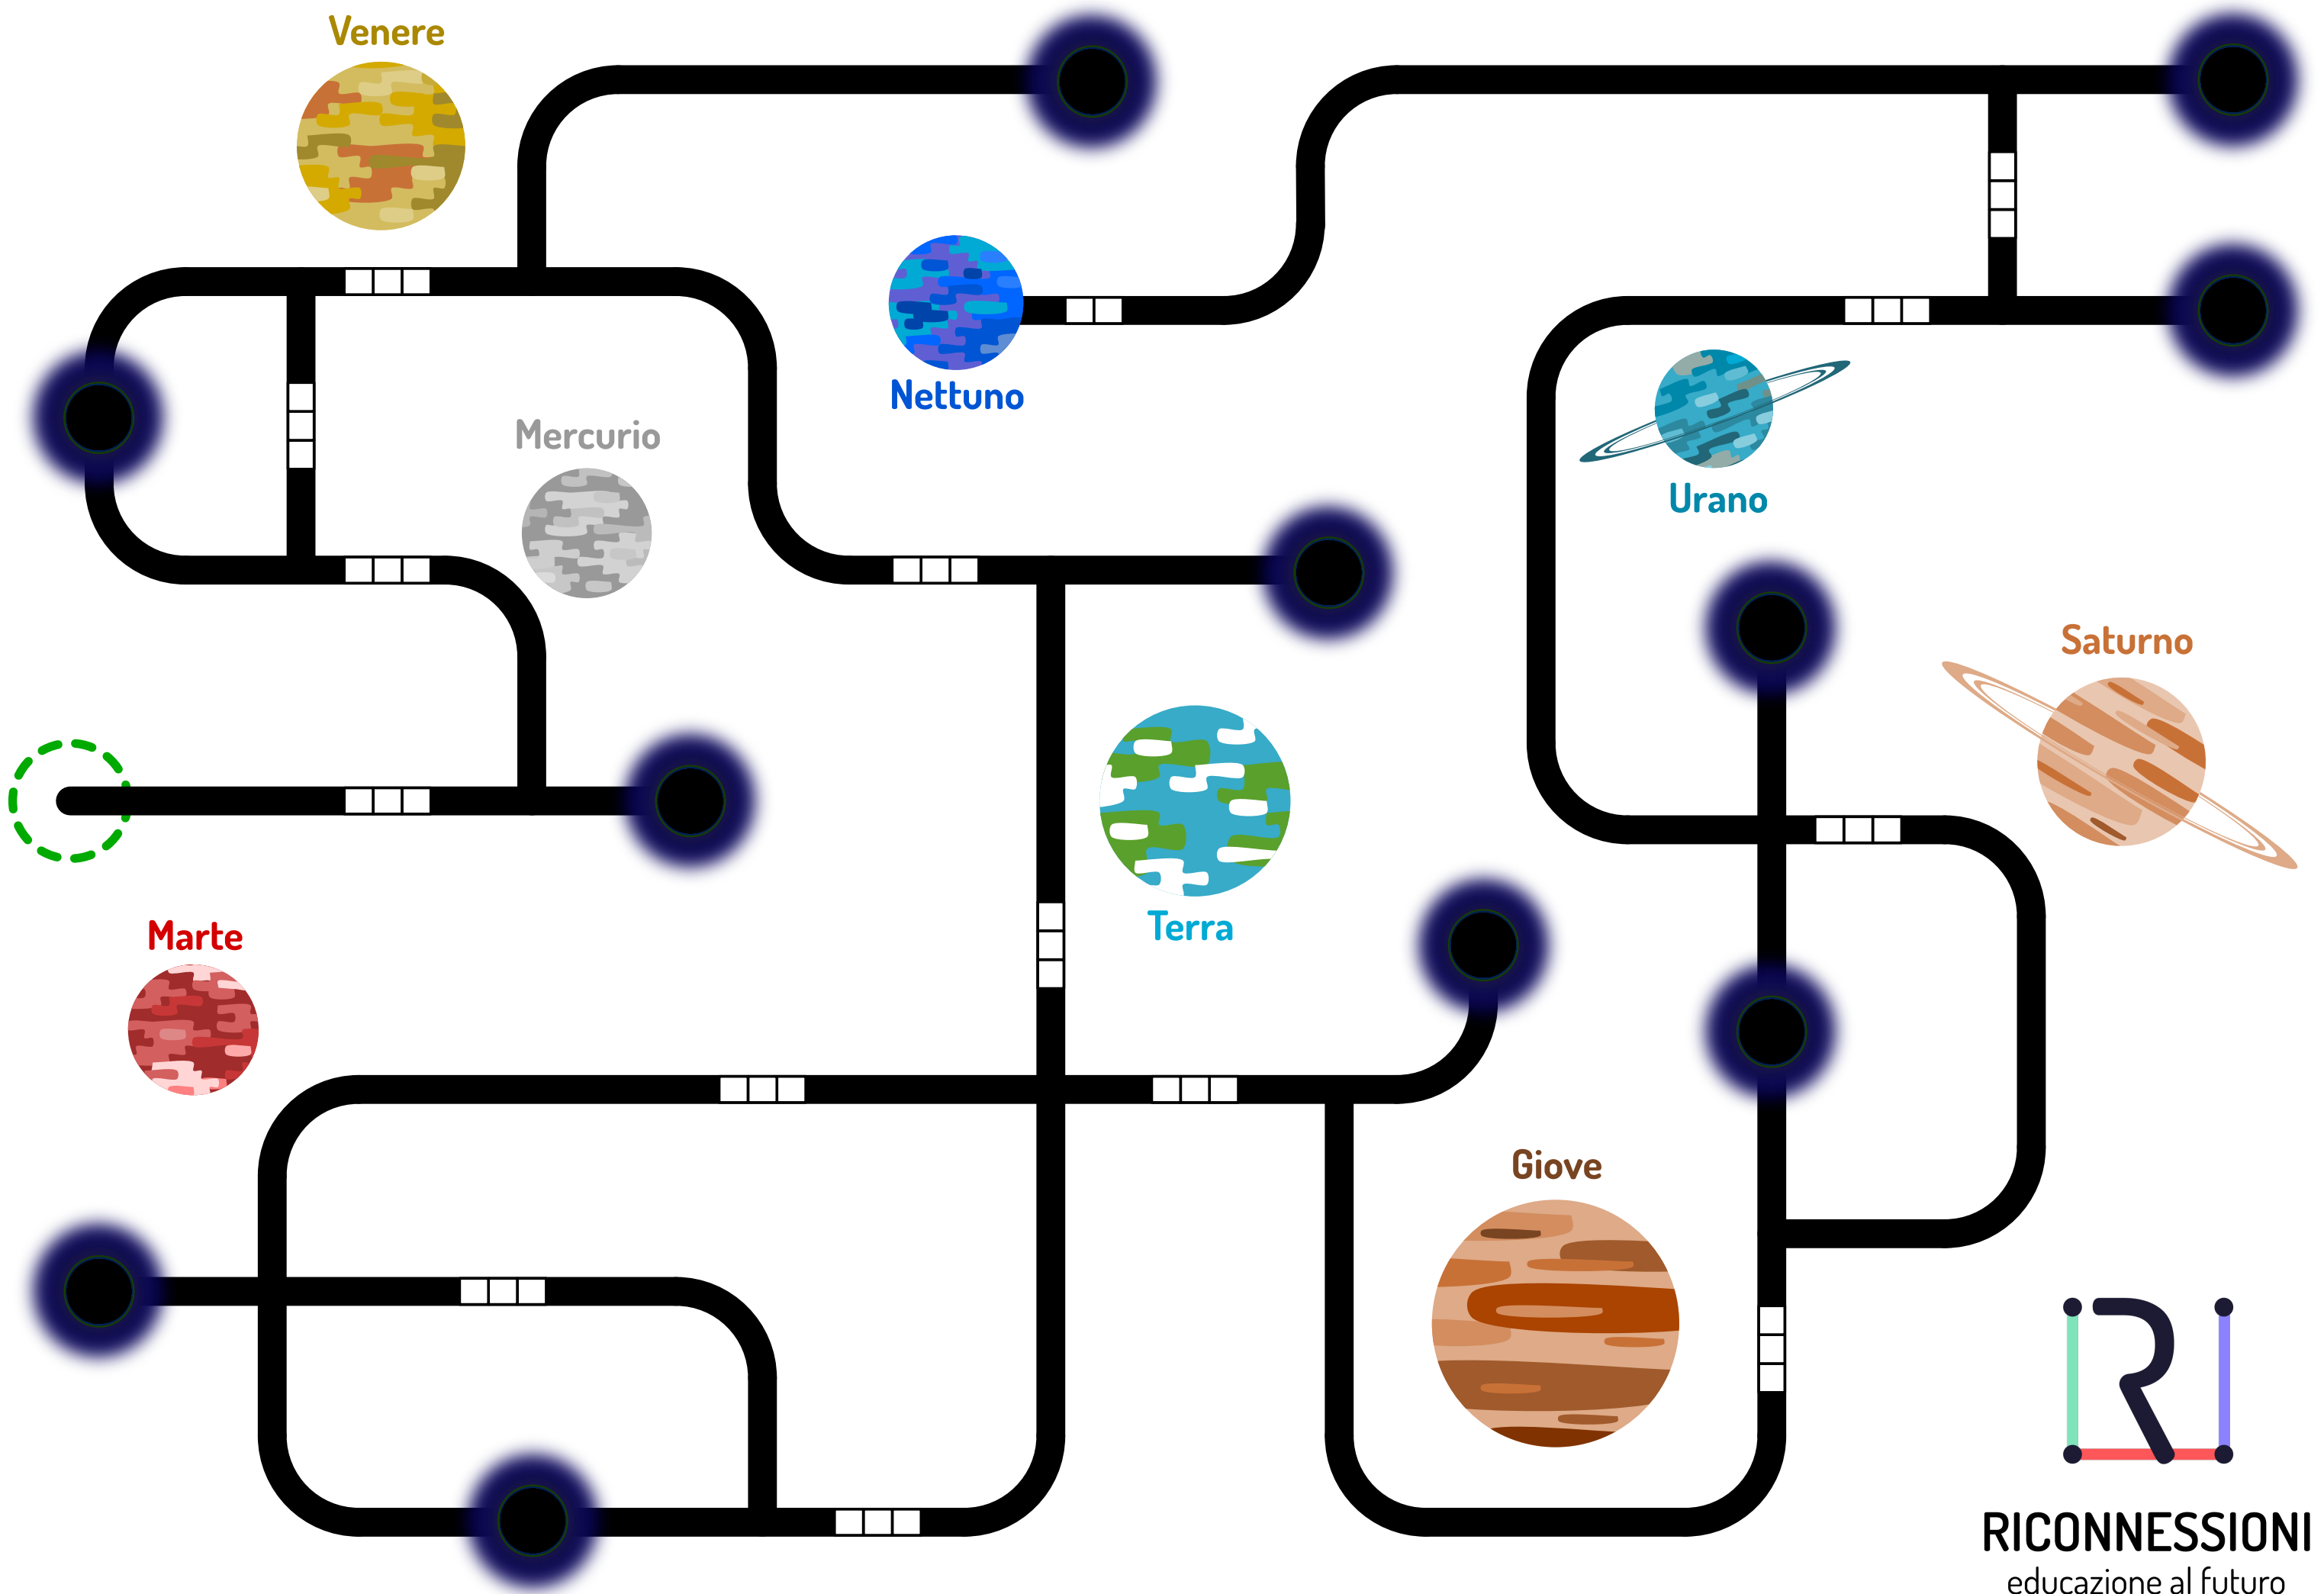 Venere
Nettuno
Mercurio
Urano
Saturno
Terra
Marte
Giove
RICONNESSIONI
educazione al futuro